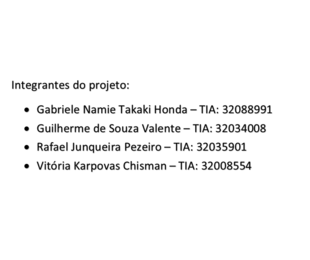 Integrantes do projeto:
• Gabriele Namie Takaki Honda – TIA: 32088991
• Guilherme de Souza Valente – TIA: 32034008
• Rafael Junqueira Pezeiro – TIA: 32035901
• Vitória Karpovas Chisman – TIA: 32008554